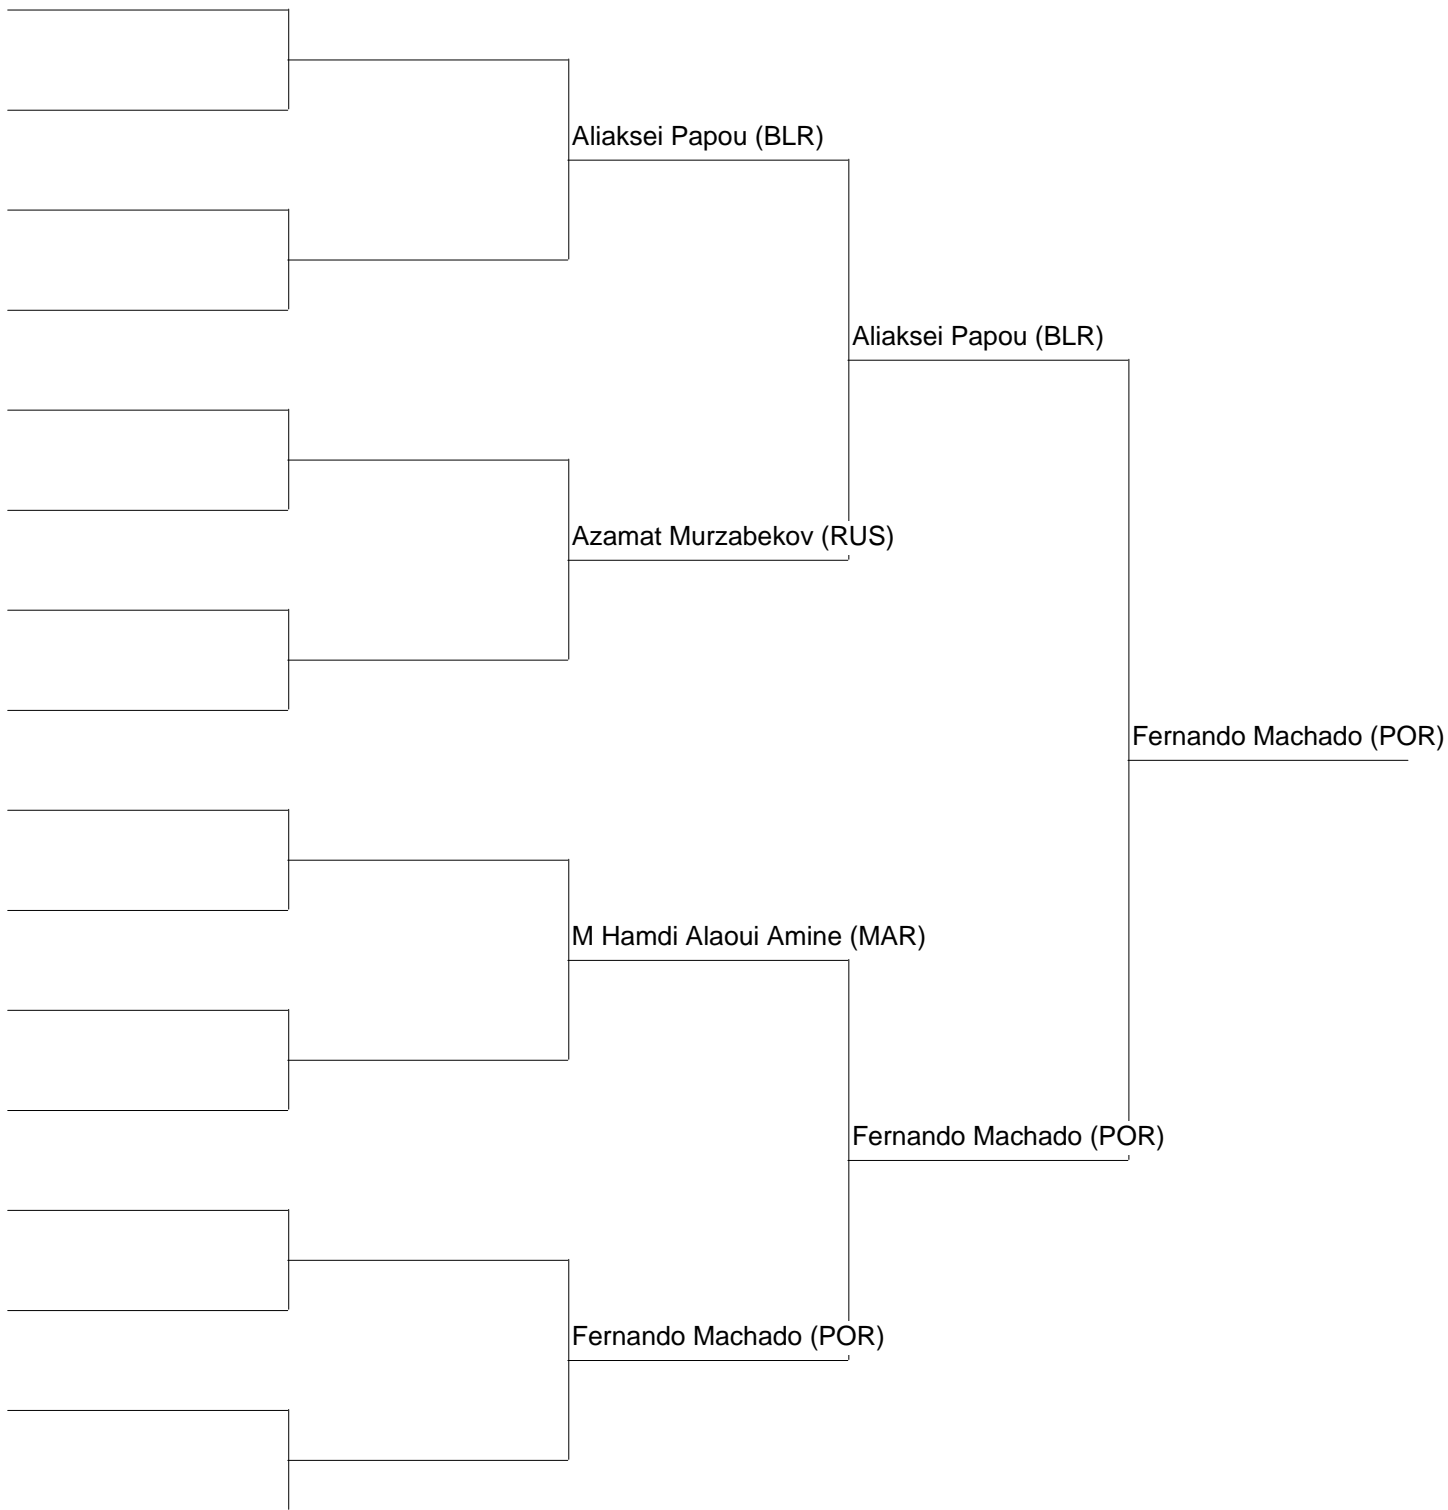 Aliaksei Papou (BLR)
Aliaksei Papou (BLR)
Azamat Murzabekov (RUS)
Fernando Machado (POR)
M Hamdi Alaoui Amine (MAR)
Fernando Machado (POR)
Fernando Machado (POR)